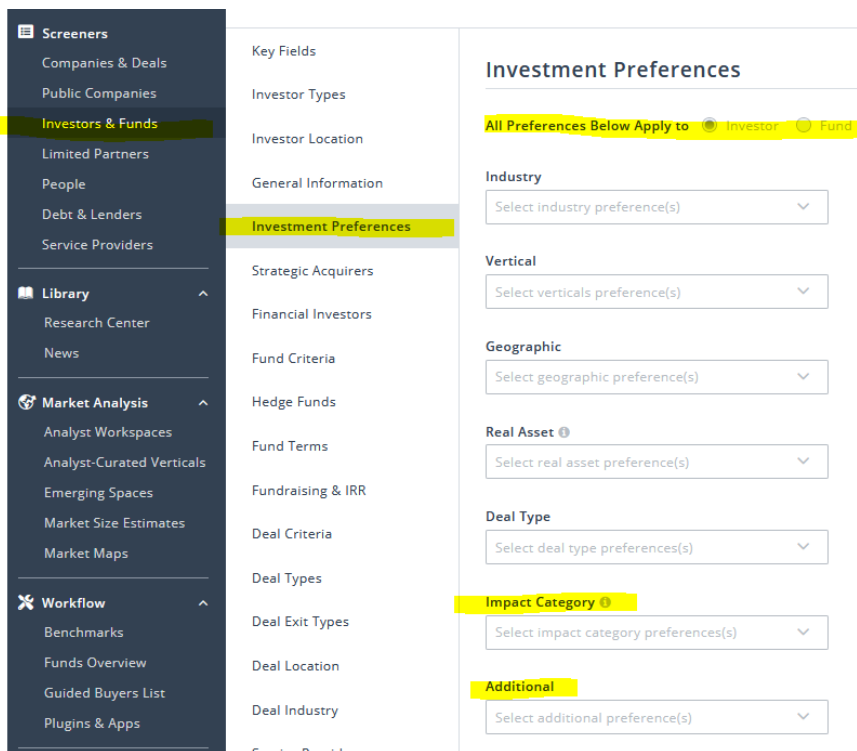 Screeners
Companies & Deals
Public Companies
Investors & Funds
Limited Partners
People
Debt & Lenders
Service Providers
Library
Research Center
News
Market Analysis
Analyst Workspaces
Analyst-Curated Verticals
Emerging Spaces
Market Size Estimates
Market Maps
Workflow
Benchmarks
Funds Overview
Guided Buyers List
Plugins & Apps
Key Fields
Investor Types
Investor Location
General Information
Investment Preferences
Strategic Acquirers
Financial Investors
Fund Criteria
Hedge Funds
Fund Terms
Fundraising & IRR
Deal Criteria
Deal Types
Deal Exit Types
Deal Location
Deal Industry
Investment Preferences
All Preferences Below Apply to Investor Fund
Industry
Select industry preference(s)
Vertical
Select verticals preference(s)
Geographic
Select geographic preference(s)
Real Asset
Select real asset preference(s)
Deal Type
Select deal type preferences(s)
Impact Category
Select impact category preferences(s)
Additional
Select additional preference(s)